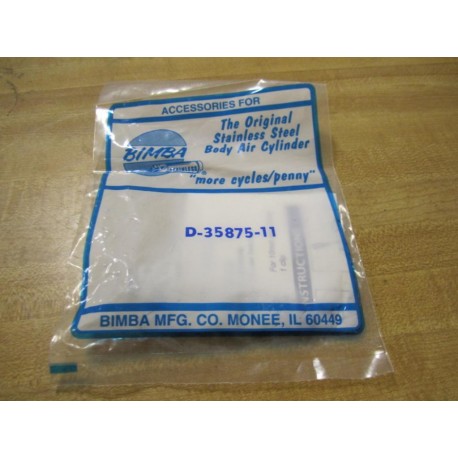 ACCESSORIES FOR
The Original
Stainless Steel
Body Air Cylinder
BIMBA
"more cycles/penny"
D-35875-11
INSTRUCTION
BIMBA MFG. CO. MONEE, IL 60449